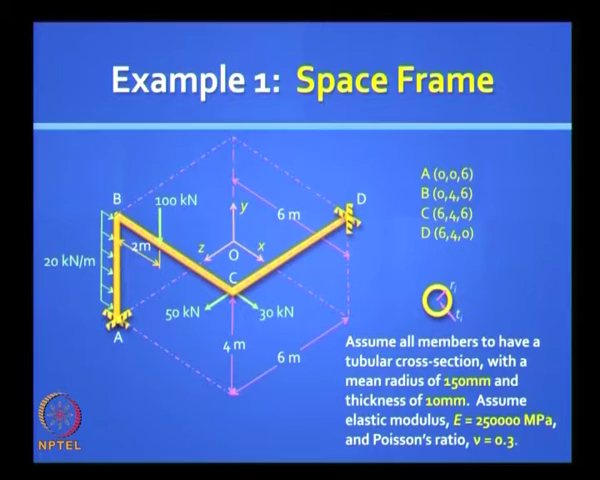 Example 1: Space Frame
B
100 kN
D
A (0,0,6)
B (0,4,6)
C (6,4,6)
D (6,4,0)
y
6 m
2m
z
x
O
20 kN/m
C
50 kN
30 kN
A
4 m
6 m
Assume all members to have a
tubular cross-section, with a
mean radius of 150mm and
thickness of 10mm. Assume
elastic modulus, E = 250000 MPa,
and Poisson's ratio, ν = 0.3.
NPTEL